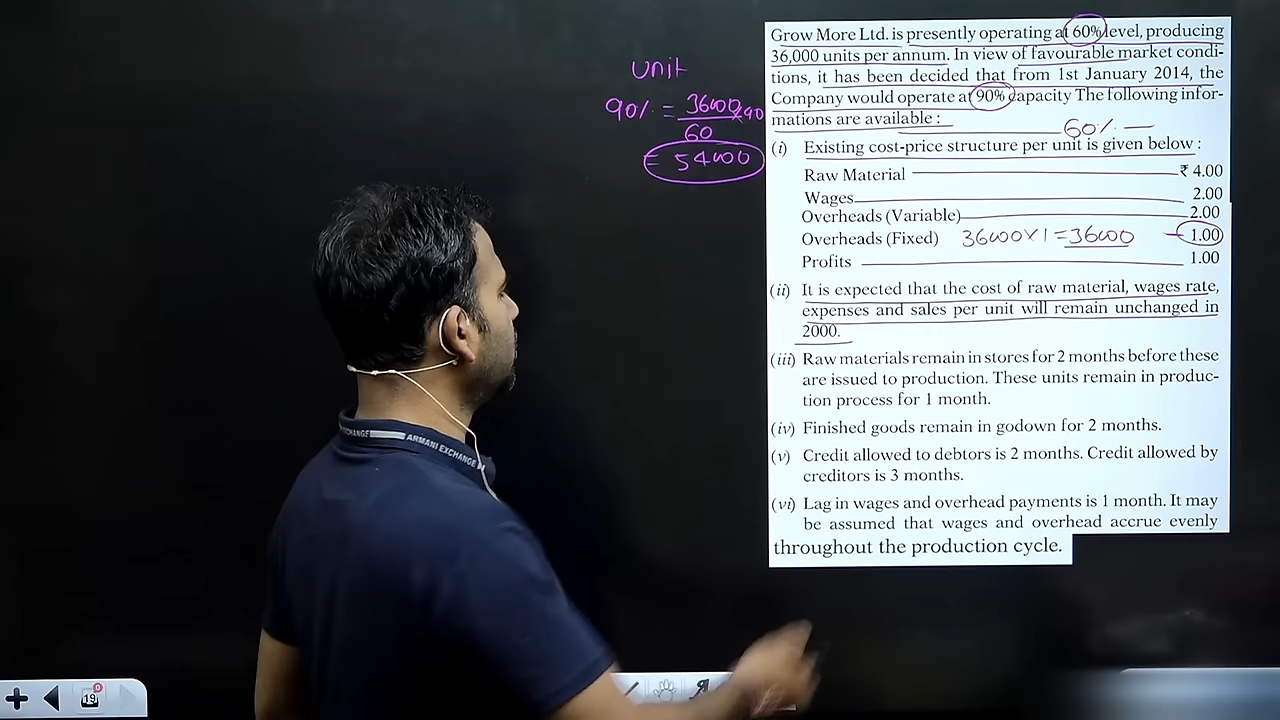 Grow More Ltd. is presently operating at 60% level, producing
36,000 units per annum. In view of favourable market condi-
tions, it has been decided that from 1st January 2014, the
Company would operate at 90% capacity The following infor-
mations are available :
60%
(i) Existing cost-price structure per unit is given below :
Raw Material ₹ 4.00
Wages 2.00
Overheads (Variable) 2.00
Overheads (Fixed) 36000×1 = 36000 1.00
Profits 1.00
(ii) It is expected that the cost of raw material, wages rate,
expenses and sales per unit will remain unchanged in
2000.
(iii) Raw materials remain in stores for 2 months before these
are issued to production. These units remain in produc-
tion process for 1 month.
(iv) Finished goods remain in godown for 2 months.
(v) Credit allowed to debtors is 2 months. Credit allowed by
creditors is 3 months.
(vi) Lag in wages and overhead payments is 1 month. It may
be assumed that wages and overhead accrue evenly
throughout the production cycle.
unit
90% = 36000×90
60
= 54000
EXCHANGE ARMANI EXCHANGE
19
0